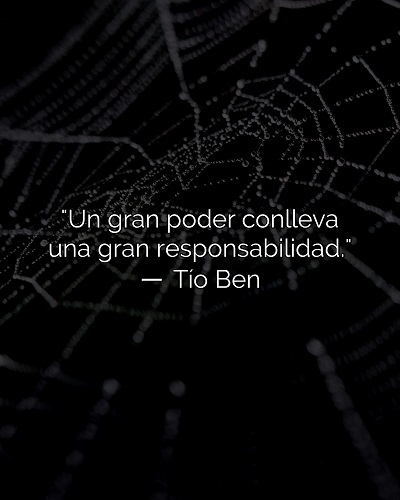 "Un gran poder conlleva
una gran responsabilidad."
— Tío Ben